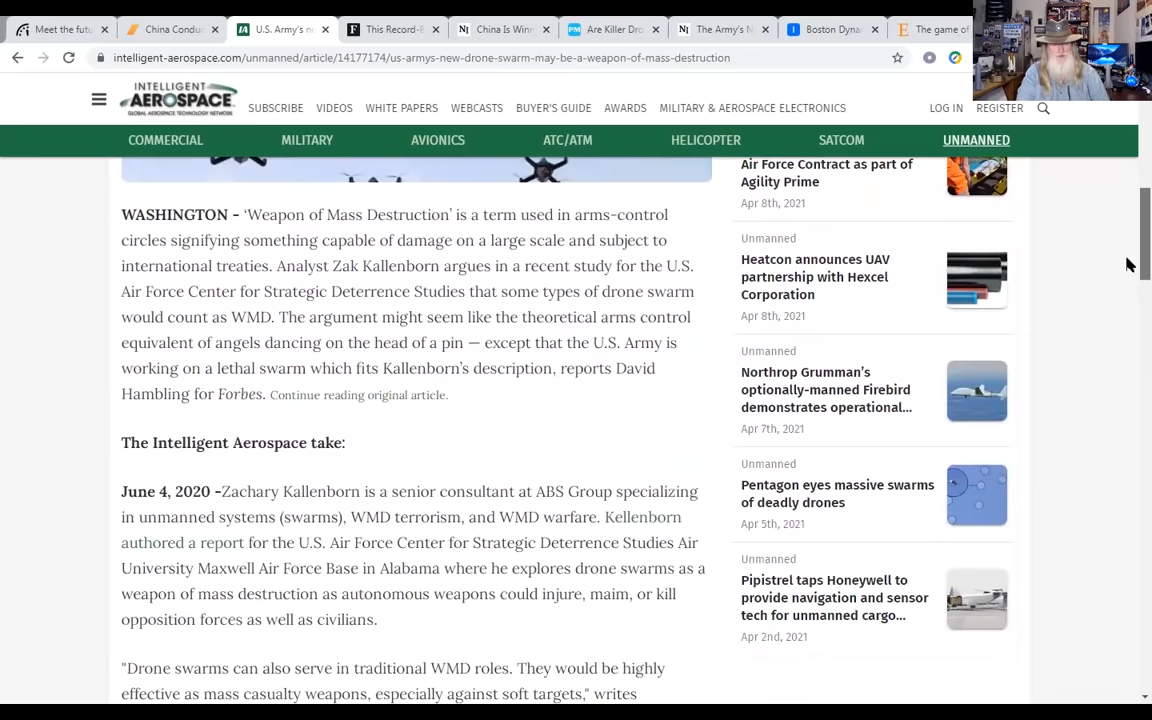 Meet the futu
China Conduc
U.S. Army's n
This Record-B
China Is Winn
Are Killer Dro
The Army's N
Boston Dyna
The game of
intelligent-aerospace.com/unmanned/article/14177174/us-armys-new-drone-swarm-may-be-a-weapon-of-mass-destruction
INTELLIGENT
AEROSPACE
GLOBAL AEROSPACE TECHNOLOGY NETWORK
SUBSCRIBE VIDEOS WHITE PAPERS WEBCASTS BUYER'S GUIDE AWARDS MILITARY & AEROSPACE ELECTRONICS LOG IN REGISTER
COMMERCIAL MILITARY AVIONICS ATC/ATM HELICOPTER SATCOM UNMANNED
WASHINGTON - ‘Weapon of Mass Destruction’ is a term used in arms-control
circles signifying something capable of damage on a large scale and subject to
international treaties. Analyst Zak Kallenborn argues in a recent study for the U.S.
Air Force Center for Strategic Deterrence Studies that some types of drone swarm
would count as WMD. The argument might seem like the theoretical arms control
equivalent of angels dancing on the head of a pin — except that the U.S. Army is
working on a lethal swarm which fits Kallenborn’s description, reports David
Hambling for Forbes. Continue reading original article.
The Intelligent Aerospace take:
June 4, 2020 -Zachary Kallenborn is a senior consultant at ABS Group specializing
in unmanned systems (swarms), WMD terrorism, and WMD warfare. Kellenborn
authored a report for the U.S. Air Force Center for Strategic Deterrence Studies Air
University Maxwell Air Force Base in Alabama where he explores drone swarms as a
weapon of mass destruction as autonomous weapons could injure, maim, or kill
opposition forces as well as civilians.
"Drone swarms can also serve in traditional WMD roles. They would be highly
effective as mass casualty weapons, especially against soft targets," writes
Air Force Contract as part of
Agility Prime
Apr 8th, 2021
Unmanned
Heatcon announces UAV
partnership with Hexcel
Corporation
Apr 8th, 2021
Unmanned
Northrop Grumman’s
optionally-manned Firebird
demonstrates operational...
Apr 7th, 2021
Unmanned
Pentagon eyes massive swarms
of deadly drones
Apr 5th, 2021
Unmanned
Pipistrel taps Honeywell to
provide navigation and sensor
tech for unmanned cargo...
Apr 2nd, 2021